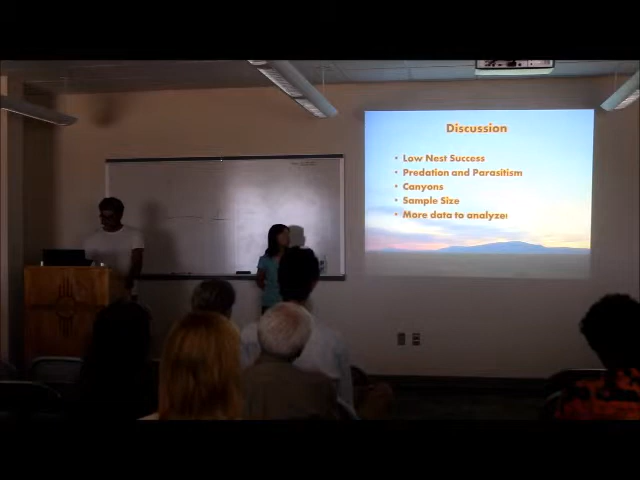 Discussion
• Low Nest Success
• Predation and Parasitism
• Canyons
• Sample Size
• More data to analyze!